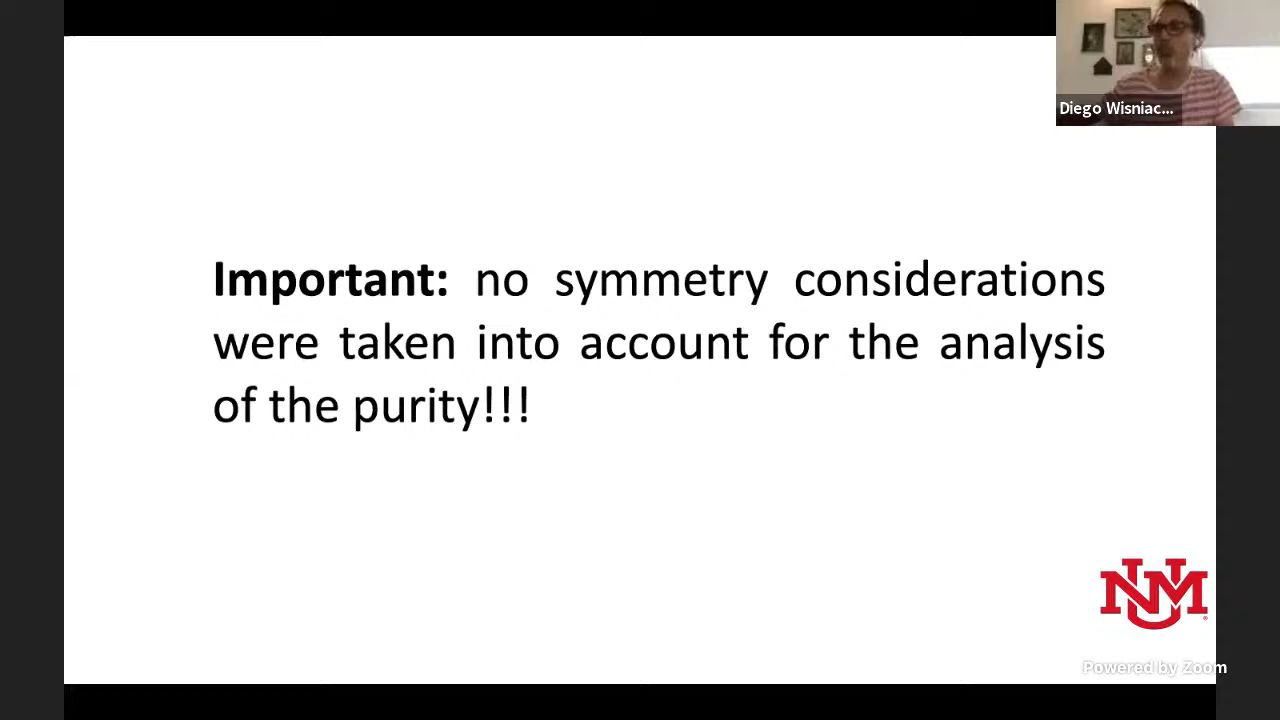 Diego Wisniac...
Important: no symmetry considerations
were taken into account for the analysis
of the purity!!!
UNM
Powered by Zoom